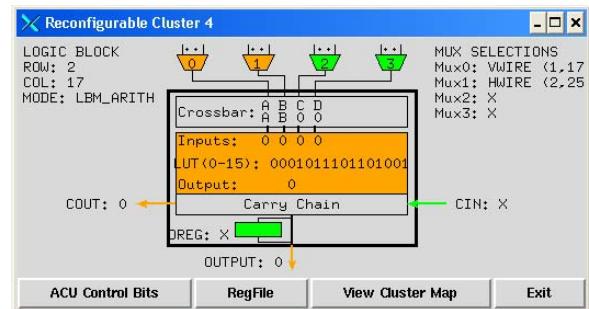 Reconfigurable Cluster 4
LOGIC BLOCK
ROW: 2
COL: 17
MODE: LBM_ARITH
0 1 2 3
MUX SELECTIONS
Mux0: VWIRE (1,17
Mux1: HWIRE (2,25
Mux2: X
Mux3: X
A B C D
Crossbar: A B 0 0
Inputs: 0 0 0 0
LUT(0-15): 0001011101101001
Output: 0
COUT: 0
Carry Chain
CIN: X
OREG: X
OUTPUT: 0
ACU Control Bits
RegFile
View Cluster Map
Exit